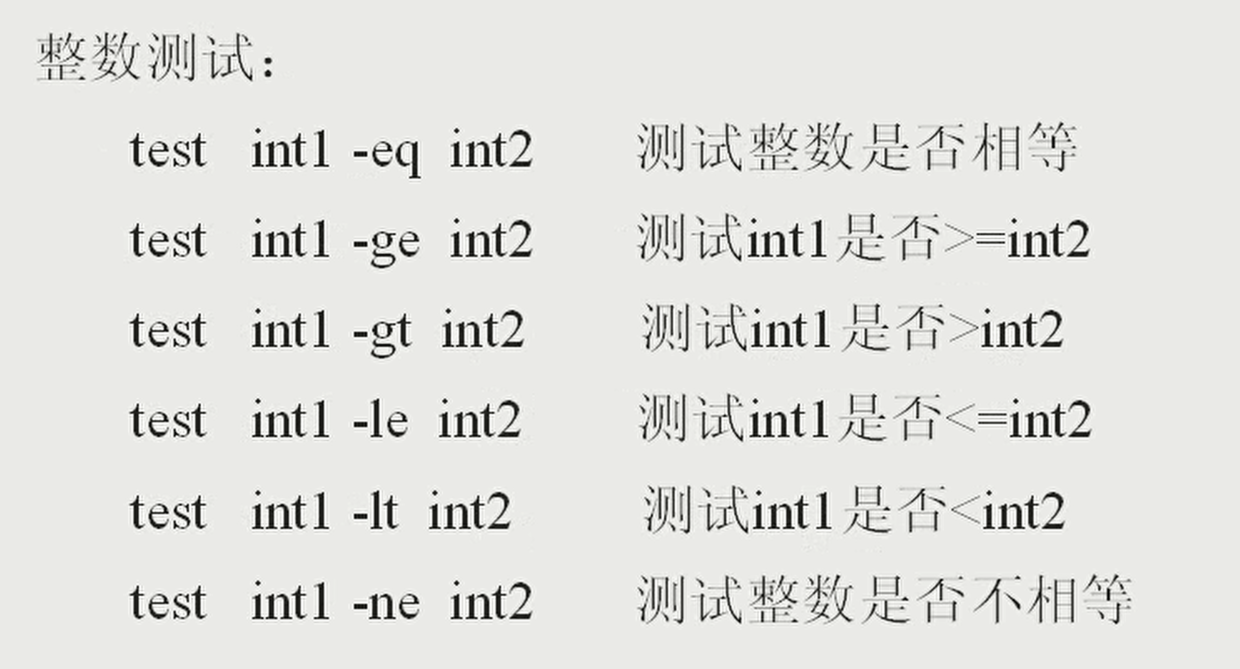 整数测试：
test int1 -eq int2 测试整数是否相等
test int1 -ge int2 测试int1是否>=int2
test int1 -gt int2 测试int1是否>int2
test int1 -le int2 测试int1是否<=int2
test int1 -lt int2 测试int1是否<int2
test int1 -ne int2 测试整数是否不相等